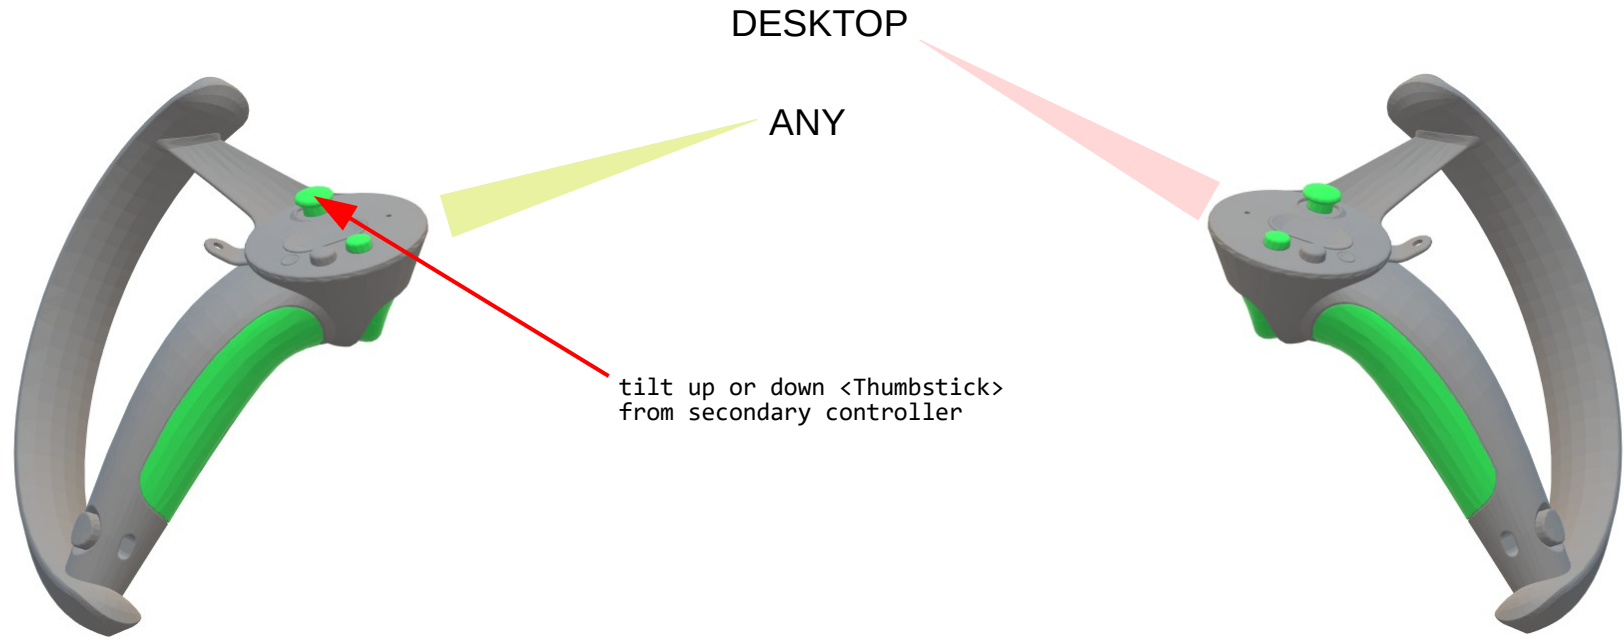 DESKTOP
ANY
tilt up or down <Thumbstick>
from secondary controller